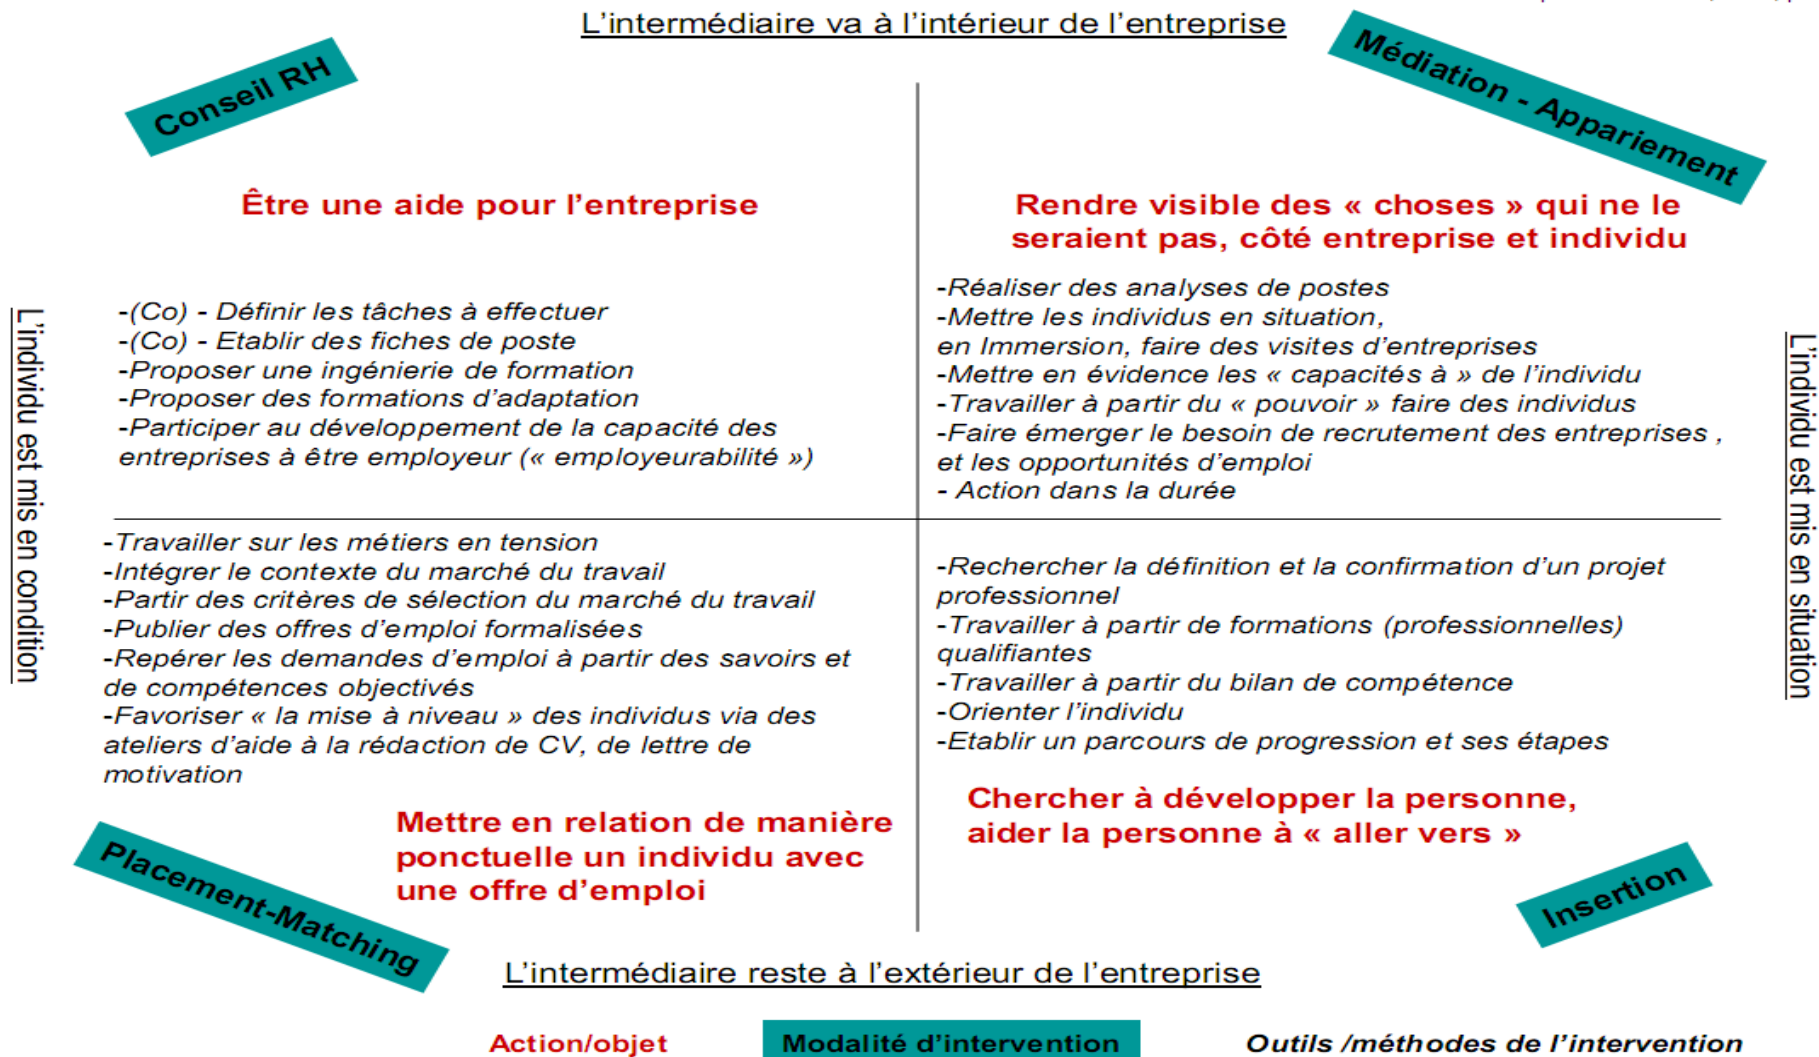 L'intermédiaire va à l'intérieur de l'entreprise
Conseil RH
Médiation - Appariement
Être une aide pour l'entreprise
-(Co) - Définir les tâches à effectuer
-(Co) - Etablir des fiches de poste
-Proposer une ingénierie de formation
-Proposer des formations d'adaptation
-Participer au développement de la capacité des
entreprises à être employeur (« employeurabilité »)
Rendre visible des « choses » qui ne le
seraient pas, côté entreprise et individu
-Réaliser des analyses de postes
-Mettre les individus en situation,
en Immersion, faire des visites d'entreprises
-Mettre en évidence les « capacités à » de l'individu
-Travailler à partir du « pouvoir » faire des individus
-Faire émerger le besoin de recrutement des entreprises ,
et les opportunités d'emploi
- Action dans la durée
L'individu est mis en condition
L'individu est mis en situation
-Travailler sur les métiers en tension
-Intégrer le contexte du marché du travail
-Partir des critères de sélection du marché du travail
-Publier des offres d'emploi formalisées
-Repérer les demandes d'emploi à partir des savoirs et
de compétences objectivés
-Favoriser « la mise à niveau » des individus via des
ateliers d'aide à la rédaction de CV, de lettre de
motivation
Mettre en relation de manière
ponctuelle un individu avec
une offre d'emploi
Placement-Matching
-Rechercher la définition et la confirmation d'un projet
professionnel
-Travailler à partir de formations (professionnelles)
qualifiantes
-Travailler à partir du bilan de compétence
-Orienter l'individu
-Etablir un parcours de progression et ses étapes
Chercher à développer la personne,
aider la personne à « aller vers »
Insertion
L'intermédiaire reste à l'extérieur de l'entreprise
Action/objet
Modalité d'intervention
Outils /méthodes de l'intervention